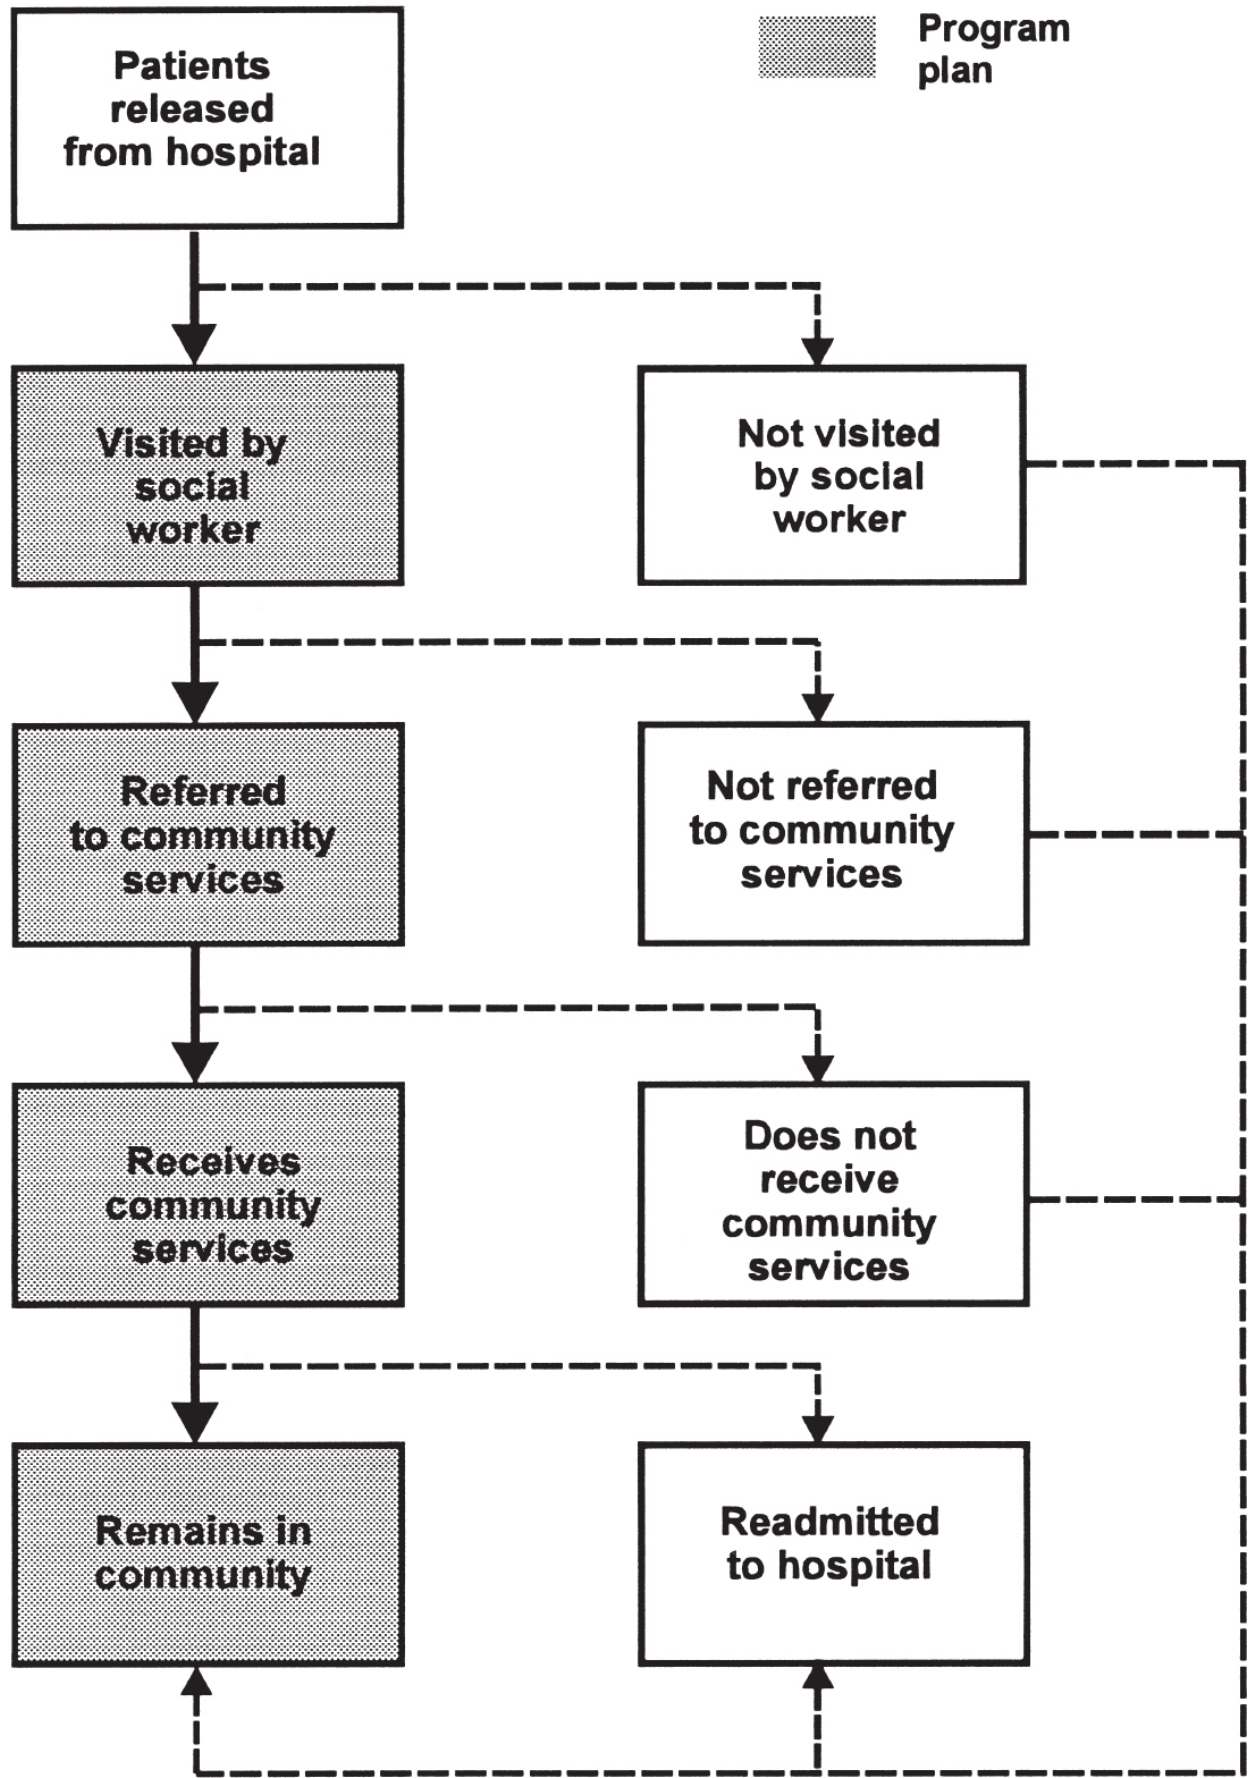 Patients
released
from hospital
Program
plan
Visited by
social
worker
Not visited
by social
worker
Referred
to community
services
Not referred
to community
services
Receives
community
services
Does not
receive
community
services
Remains in
community
Readmitted
to hospital